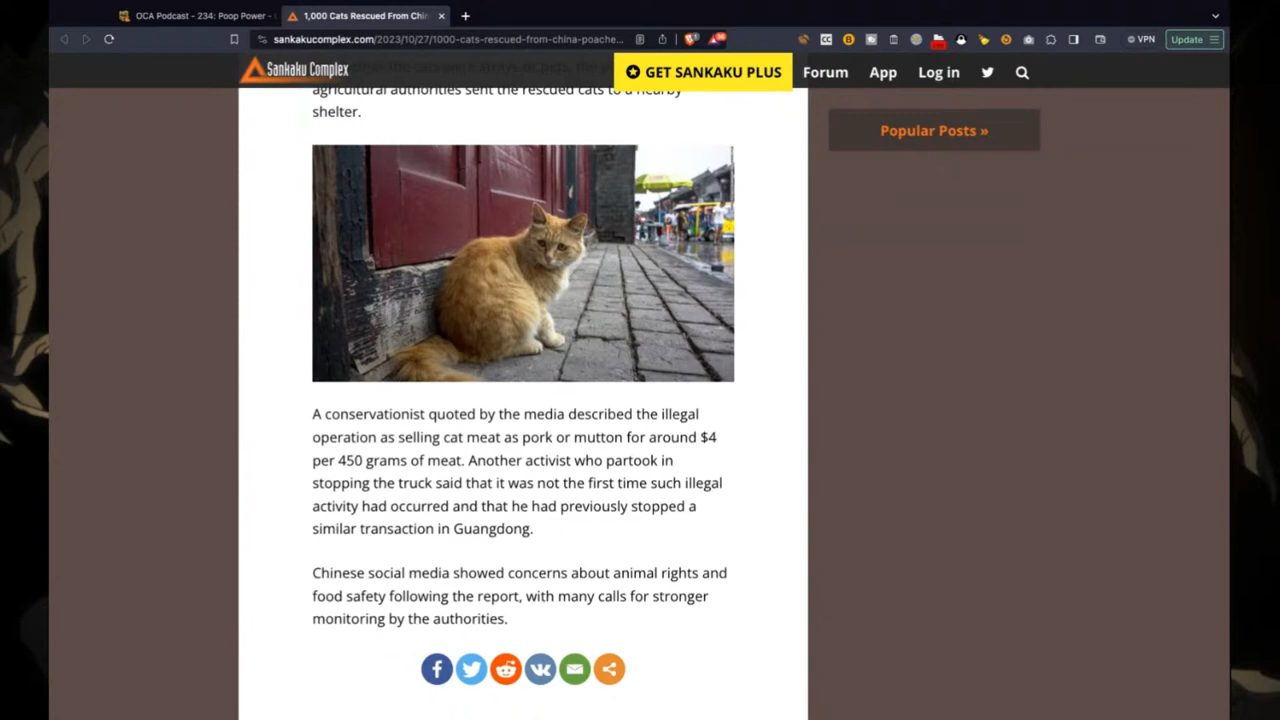 OCA Podcast - 234: Poop Power -
1,000 Cats Rescued From Chin
sankakucomplex.com/2023/10/27/1000-cats-rescued-from-china-poache...
VPN
Update
Sankaku Complex
GET SANKAKU PLUS
Forum
App
Log in
agricultural authorities sent the rescued cats to a nearby
shelter.
Popular Posts »
A conservationist quoted by the media described the illegal
operation as selling cat meat as pork or mutton for around $4
per 450 grams of meat. Another activist who partook in
stopping the truck said that it was not the first time such illegal
activity had occurred and that he had previously stopped a
similar transaction in Guangdong.
Chinese social media showed concerns about animal rights and
food safety following the report, with many calls for stronger
monitoring by the authorities.